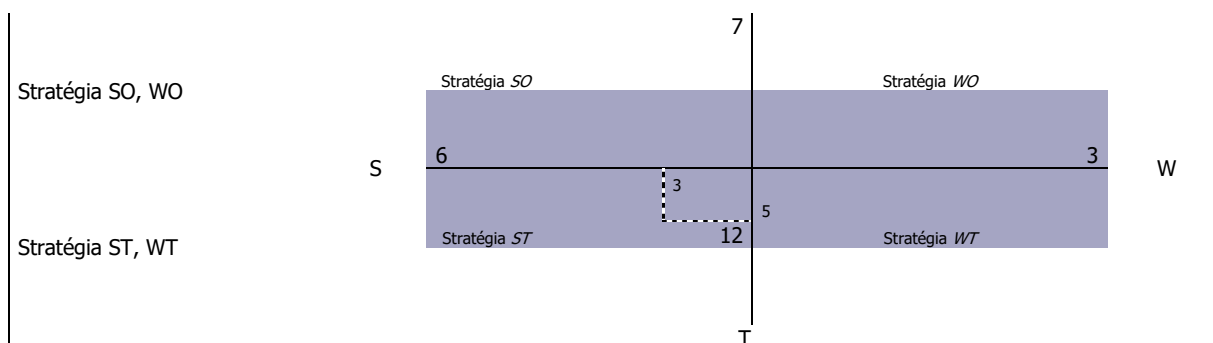 7
Stratégia SO
Stratégia WO
Stratégia SO, WO
6
3
S
W
3
5
Stratégia ST
12
Stratégia WT
Stratégia ST, WT
T